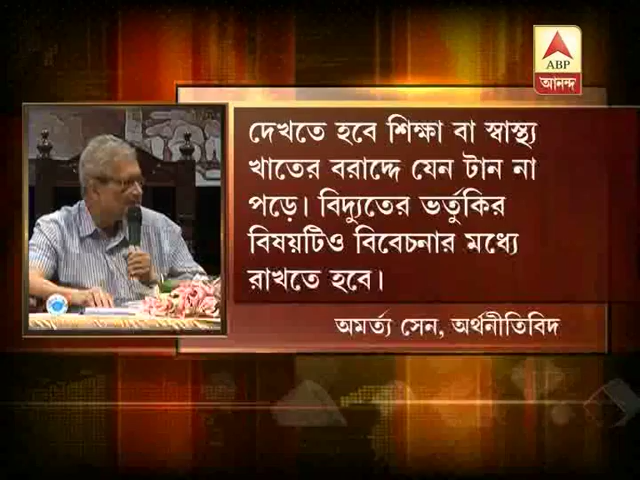 ABP
আনন্দ
দেখতে হবে শিক্ষা বা স্বাস্থ্য
খাতের বরাদ্দে যেন টান না
পড়ে। বিদ্যুতের ভর্তুকির
বিষয়টিও বিবেচনার মধ্যে
রাখতে হবে।
অমর্ত্য সেন, অর্থনীতিবিদ